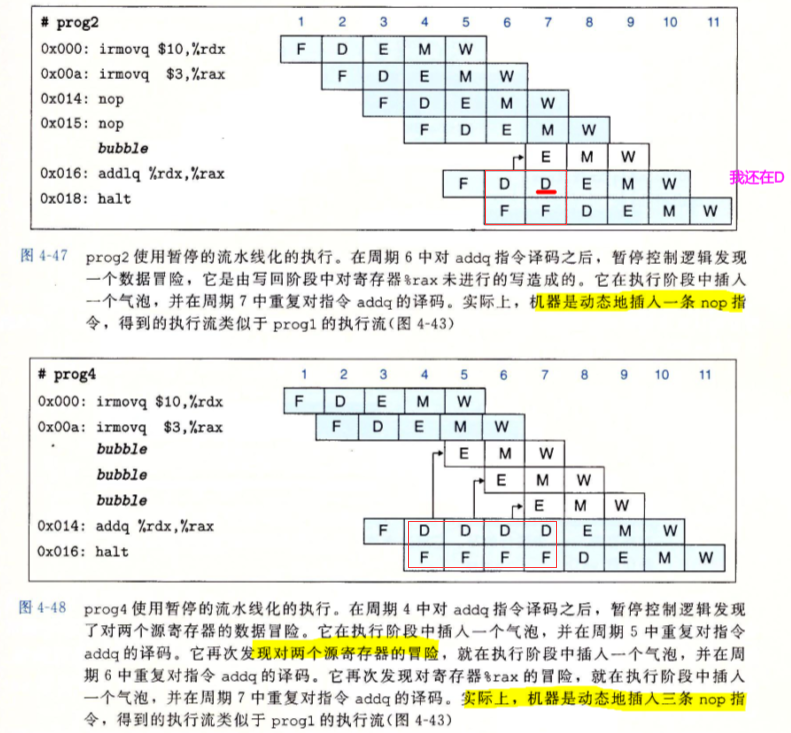 # prog2 1 2 3 4 5 6 7 8 9 10 11
0x000: irmovq $10,%rdx F D E M W
0x00a: irmovq $3,%rax F D E M W
0x014: nop F D E M W
0x015: nop F D E M W
bubble E M W
0x016: addlq %rdx,%rax F D D E M W 我还在D
0x018: halt F F D E M W
图 4-47 prog2 使用暂停的流水线化的执行。在周期 6 中对 addq 指令译码之后，暂停控制逻辑发现
一个数据冒险，它是由写回阶段中对寄存器%rax 未进行的写造成的。它在执行阶段中插入
一个气泡，并在周期 7 中重复对指令 addq 的译码。实际上，机器是动态地插入一条 nop 指
令，得到的执行流类似于 prog1 的执行流(图 4-43)
# prog4 1 2 3 4 5 6 7 8 9 10 11
0x000: irmovq $10,%rdx F D E M W
0x00a: irmovq $3,%rax F D E M W
bubble E M W
bubble E M W
bubble E M W
0x014: addq %rdx,%rax F D D D D E M W
0x016: halt F F F F D E M W
图 4-48 prog4 使用暂停的流水线化的执行。在周期 4 中对 addq 指令译码之后，暂停控制逻辑发现
了对两个源寄存器的数据冒险。它在执行阶段中插入一个气泡，并在周期 5 中重复对指令
addq 的译码。它再次发现对两个源寄存器的冒险，就在执行阶段中插入一个气泡，并在周
期 6 中重复对指令 addq 的译码。它再次发现对寄存器%rax 的冒险，就在执行阶段中插入
一个气泡，并在周期 7 中重复对指令 addq 的译码。实际上，机器是动态地插入三条 nop 指
令，得到的执行流类似于 prog1 的执行流(图 4-43)